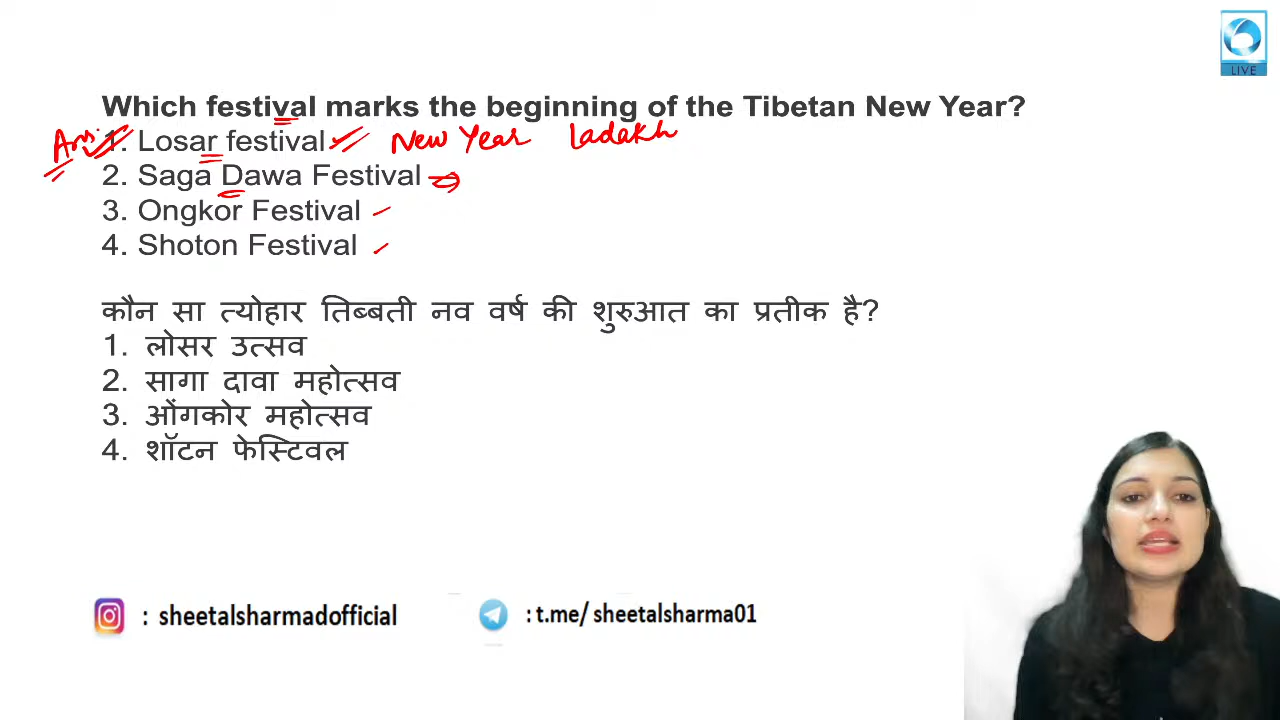 LIVE
Which festival marks the beginning of the Tibetan New Year?
Ans 1. Losar festival New Year Ladakh
2. Saga Dawa Festival
3. Ongkor Festival
4. Shoton Festival
कौन सा त्योहार तिब्बती नव वर्ष की शुरुआत का प्रतीक है?
1. लोसर उत्सव
2. सागा दावा महोत्सव
3. ओंगकोर महोत्सव
4. शॉटन फेस्टिवल
: sheetalsharmadofficial : t.me/ sheetalsharma01